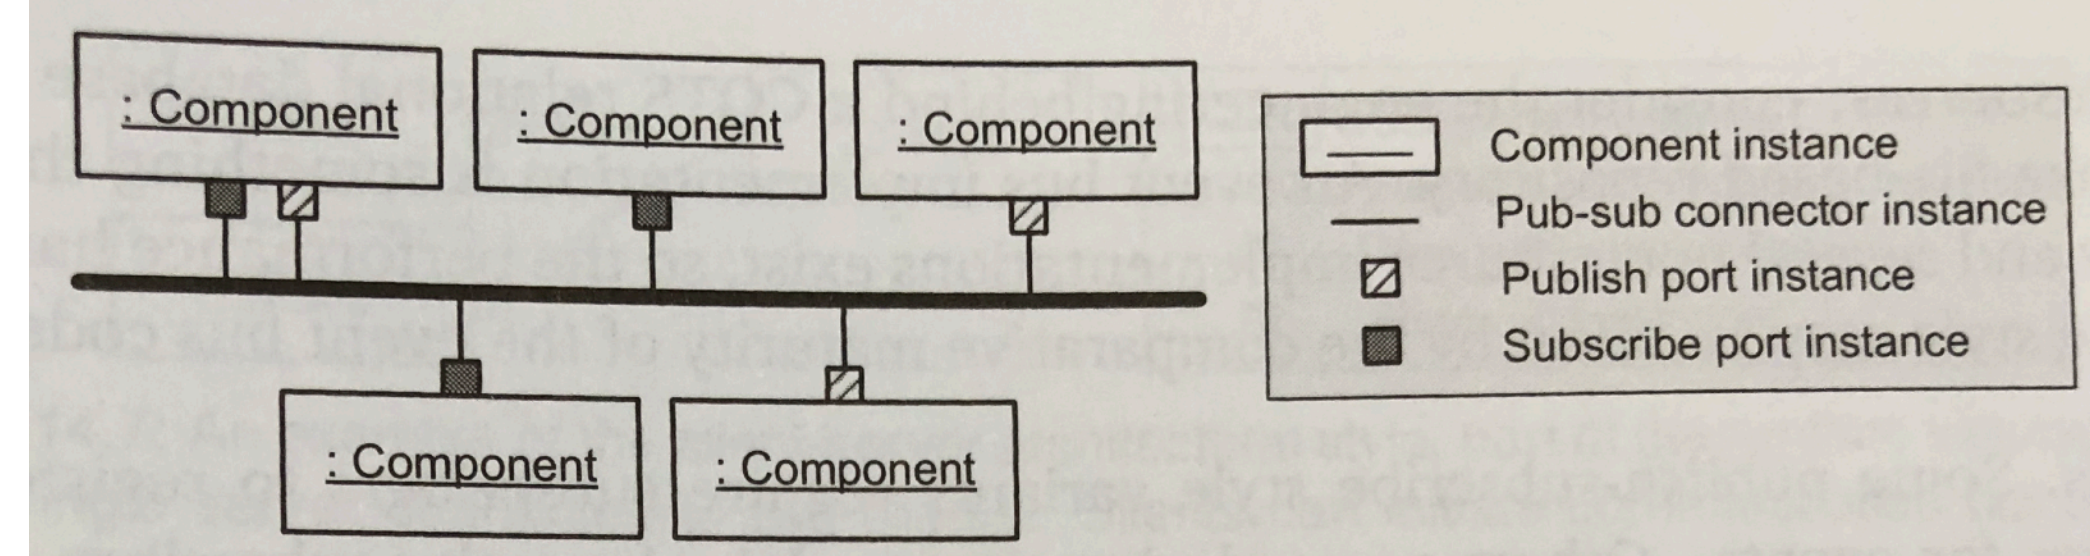 : Component
: Component
: Component
: Component
: Component
Component instance
Pub-sub connector instance
Publish port instance
Subscribe port instance